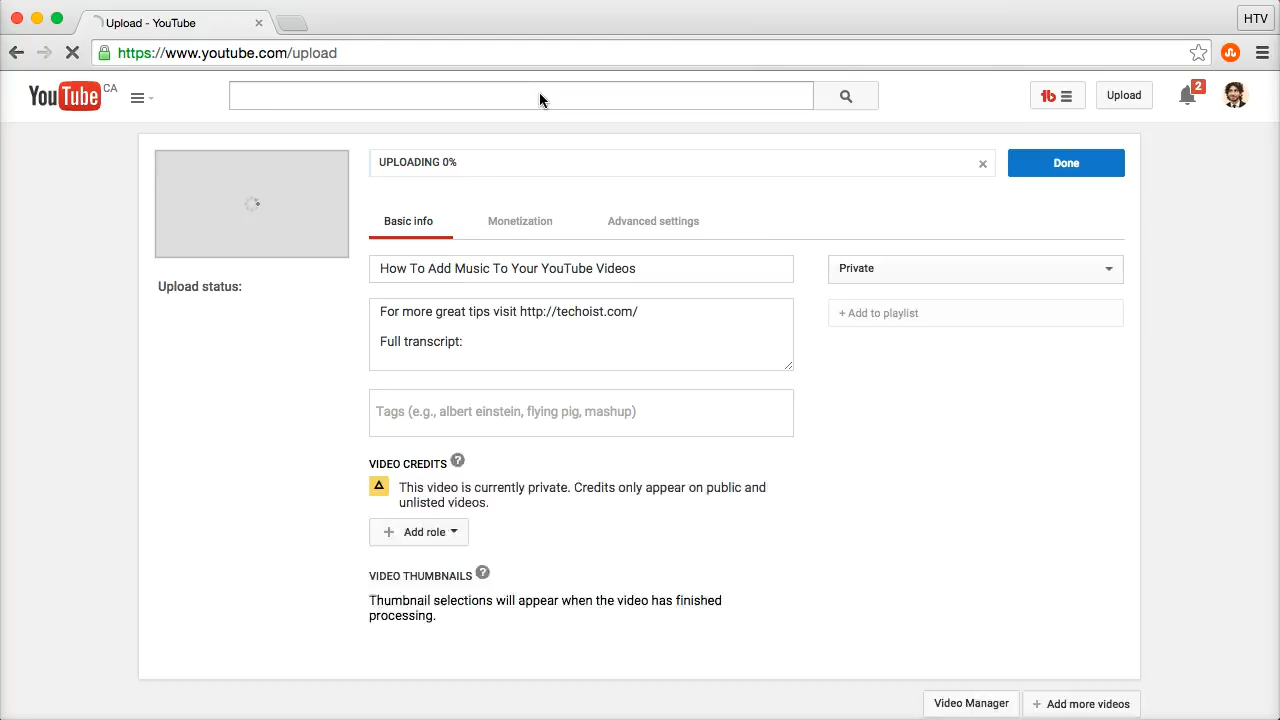 Upload - YouTube
HTV
https://www.youtube.com/upload
YouTube CA
Upload
2
UPLOADING 0%
Done
Basic info
Monetization
Advanced settings
How To Add Music To Your YouTube Videos
Private
For more great tips visit http://techoist.com/
+ Add to playlist
Full transcript:
Upload status:
Tags (e.g., albert einstein, flying pig, mashup)
VIDEO CREDITS ?
This video is currently private. Credits only appear on public and
unlisted videos.
+ Add role
VIDEO THUMBNAILS ?
Thumbnail selections will appear when the video has finished
processing.
Video Manager
+ Add more videos